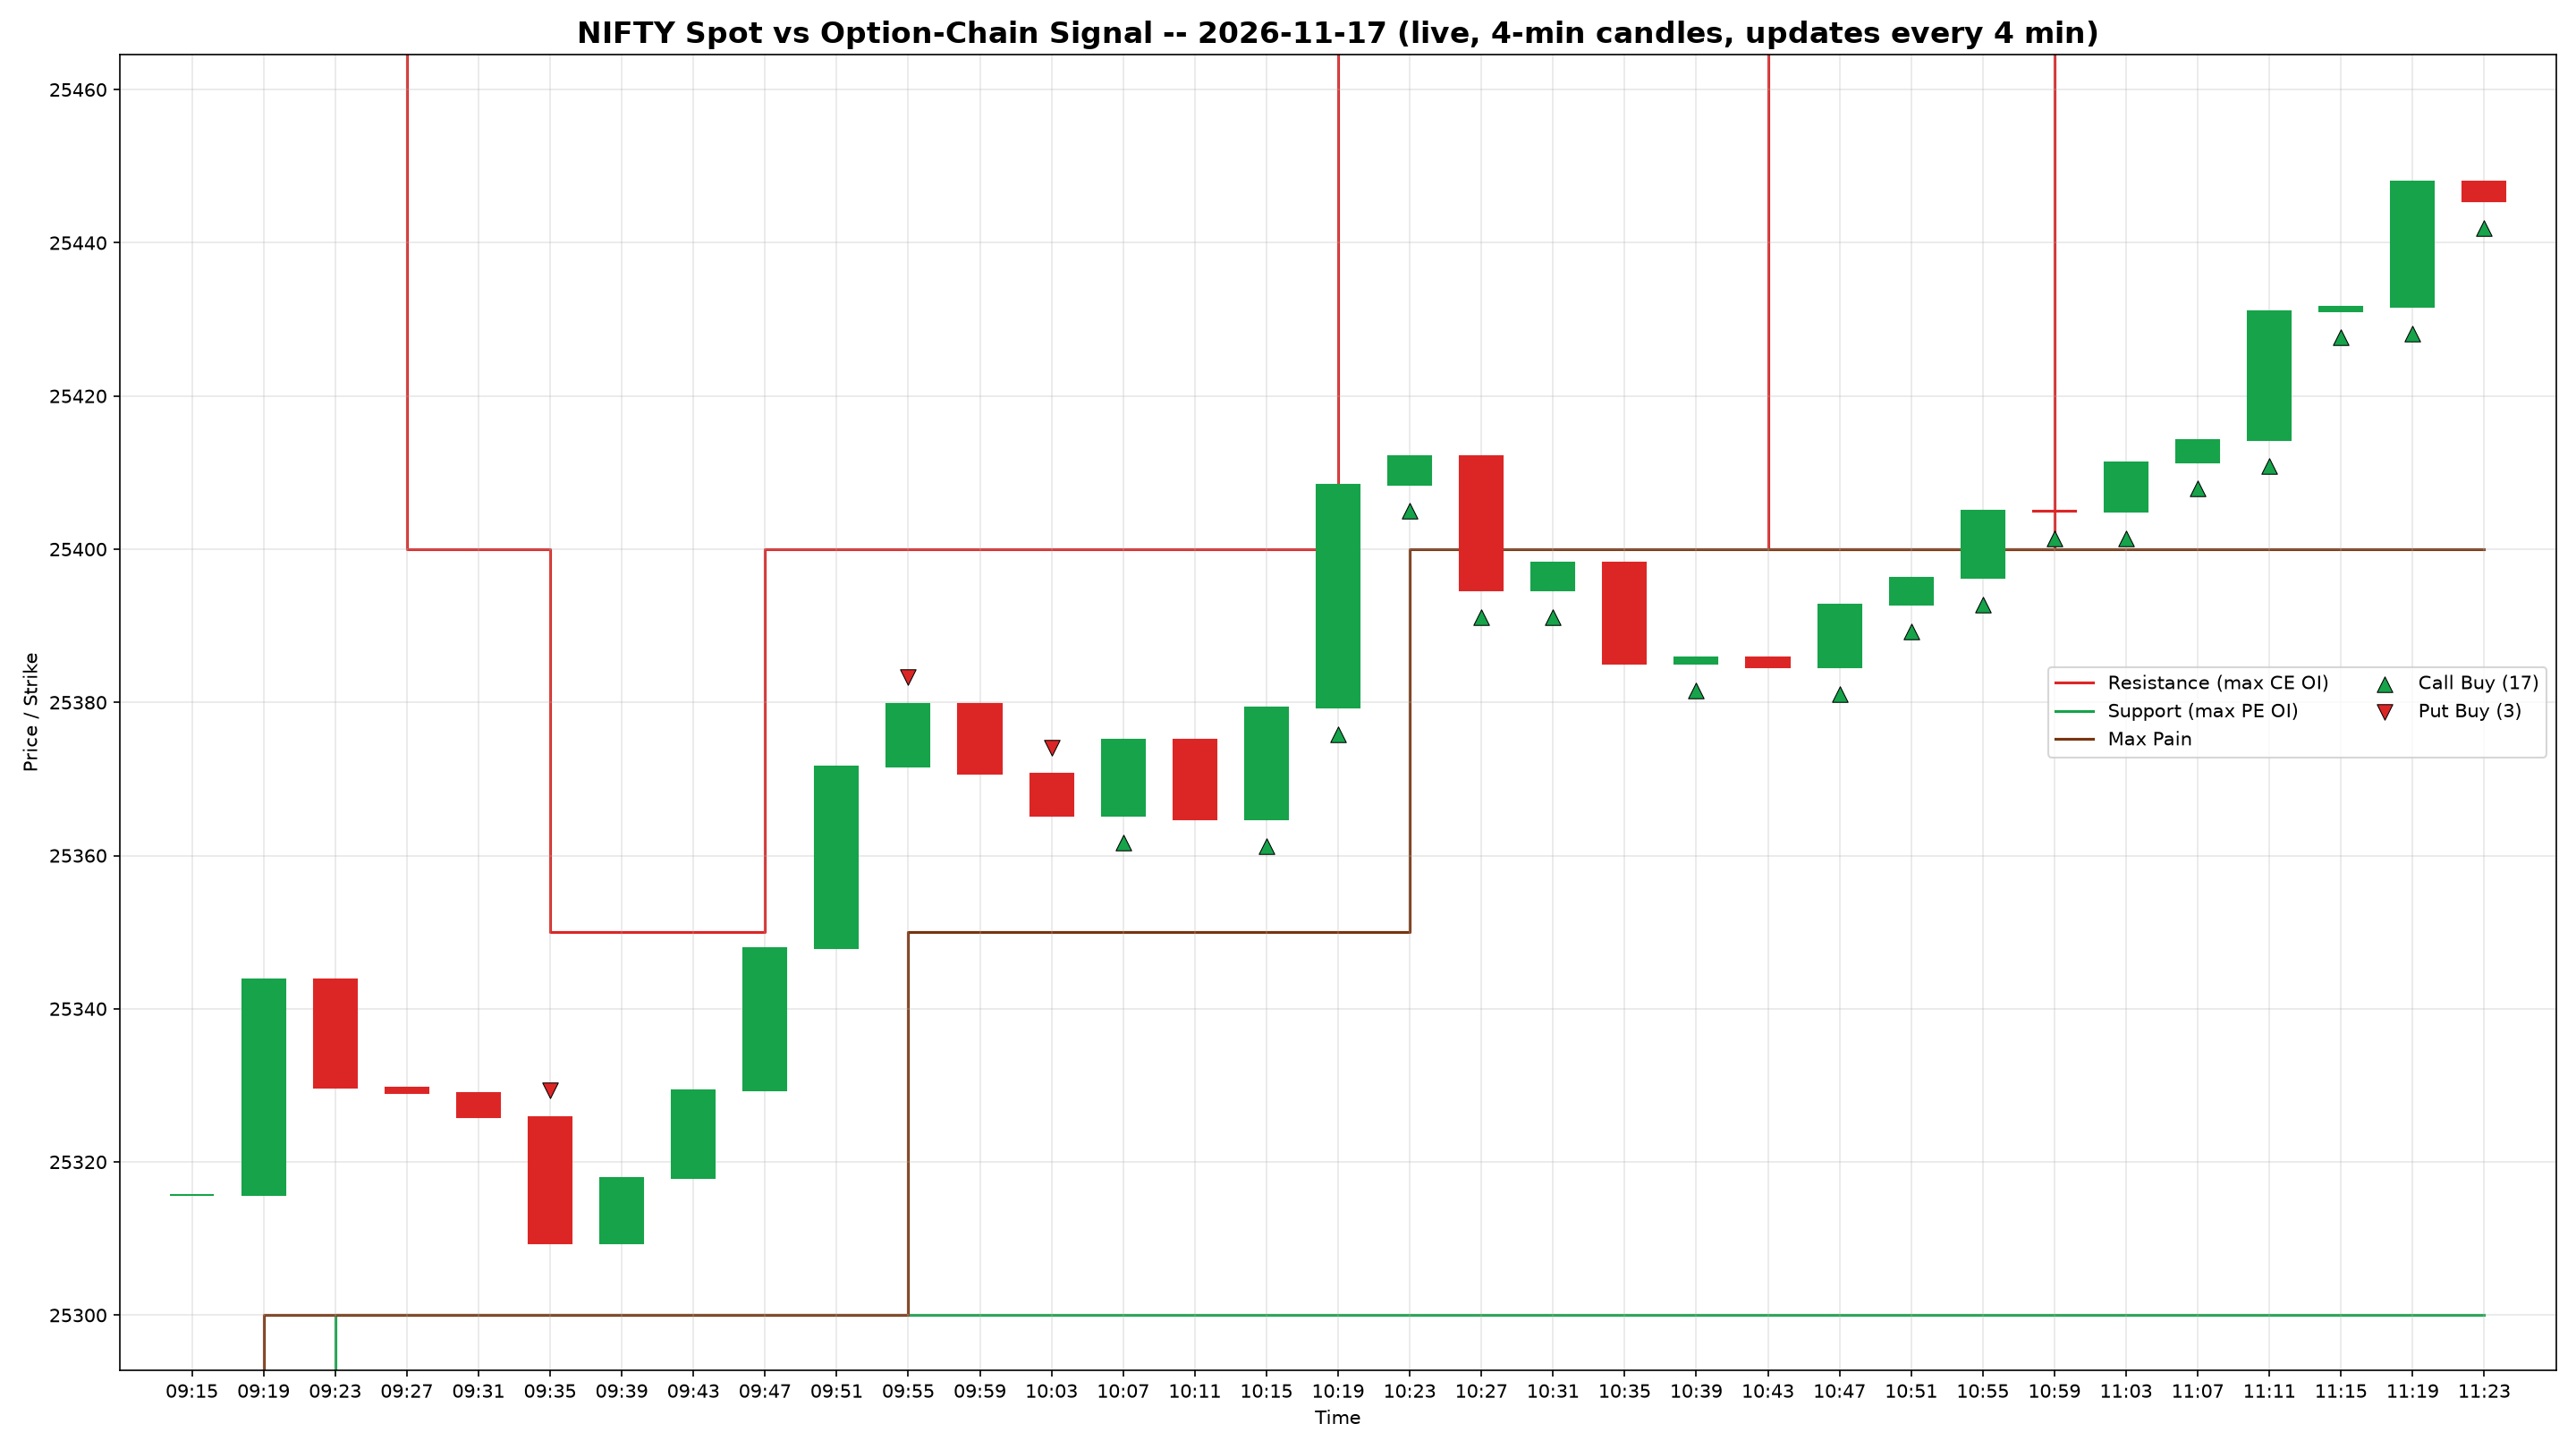 NIFTY Spot vs Option-Chain Signal -- 2026-11-17 (live, 4-min candles, updates every 4 min)
Price / Strike
25460
25440
25420
25400
25380
25360
25340
25320
25300
Resistance (max CE OI)
Support (max PE OI)
Max Pain
Call Buy (17)
Put Buy (3)
09:15 09:19 09:23 09:27 09:31 09:35 09:39 09:43 09:47 09:51 09:55 09:59 10:03 10:07 10:11 10:15 10:19 10:23 10:27 10:31 10:35 10:39 10:43 10:47 10:51 10:55 10:59 11:03 11:07 11:11 11:15 11:19 11:23
Time